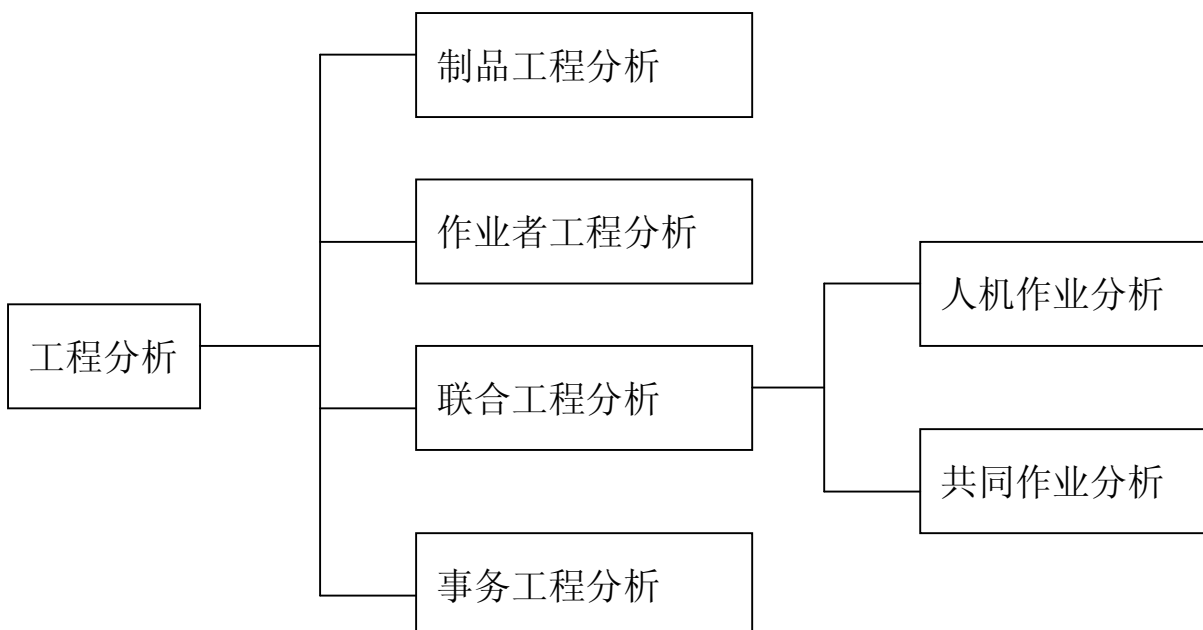 制品工程分析
作业者工程分析
人机作业分析
工程分析
联合工程分析
共同作业分析
事务工程分析